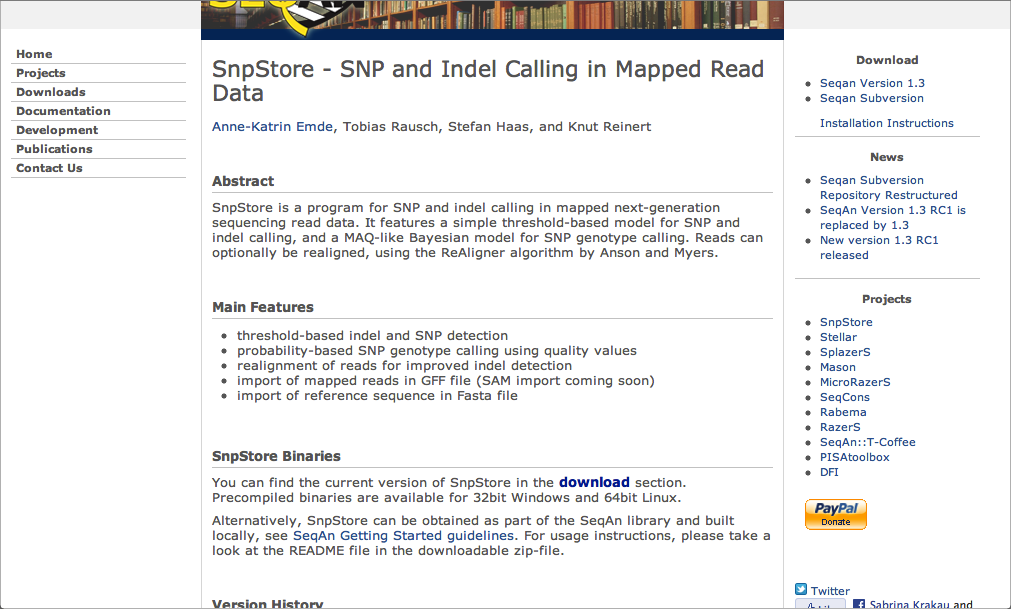 Home
Projects
Downloads
Documentation
Development
Publications
Contact Us
SnpStore - SNP and Indel Calling in Mapped Read
Data
Anne-Katrin Emde, Tobias Rausch, Stefan Haas, and Knut Reinert
Abstract
SnpStore is a program for SNP and indel calling in mapped next-generation
sequencing read data. It features a simple threshold-based model for SNP and
indel calling, and a MAQ-like Bayesian model for SNP genotype calling. Reads can
optionally be realigned, using the ReAligner algorithm by Anson and Myers.
Main Features
threshold-based indel and SNP detection
probability-based SNP genotype calling using quality values
realignment of reads for improved indel detection
import of mapped reads in GFF file (SAM import coming soon)
import of reference sequence in Fasta file
SnpStore Binaries
You can find the current version of SnpStore in the download section.
Precompiled binaries are available for 32bit Windows and 64bit Linux.
Alternatively, SnpStore can be obtained as part of the SeqAn library and built
locally, see SeqAn Getting Started guidelines. For usage instructions, please take a
look at the README file in the downloadable zip-file.
Version History
Download
Seqan Version 1.3
Seqan Subversion
Installation Instructions
News
Seqan Subversion
Repository Restructured
SeqAn Version 1.3 RC1 is
replaced by 1.3
New version 1.3 RC1
released
Projects
SnpStore
Stellar
SplazerS
Mason
MicroRazerS
SeqCons
Rabema
RazerS
SeqAn::T-Coffee
PISAtoolbox
DFI
PayPal
Donate
Twitter
Sabrina Krakau and